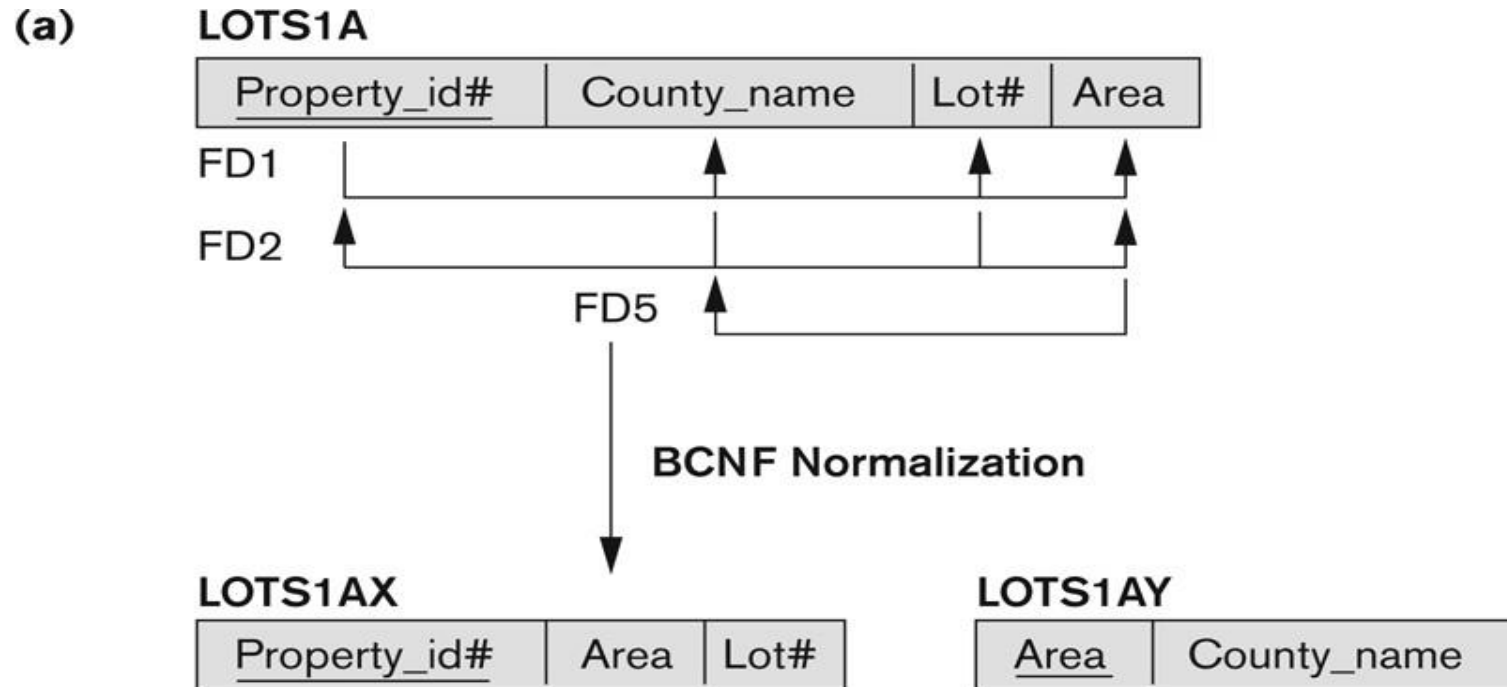 (a)
LOTS1A
Property_id# County_name Lot# Area
FD1
FD2
FD5
BCNF Normalization
LOTS1AX
Property_id# Area Lot#
LOTS1AY
Area County_name